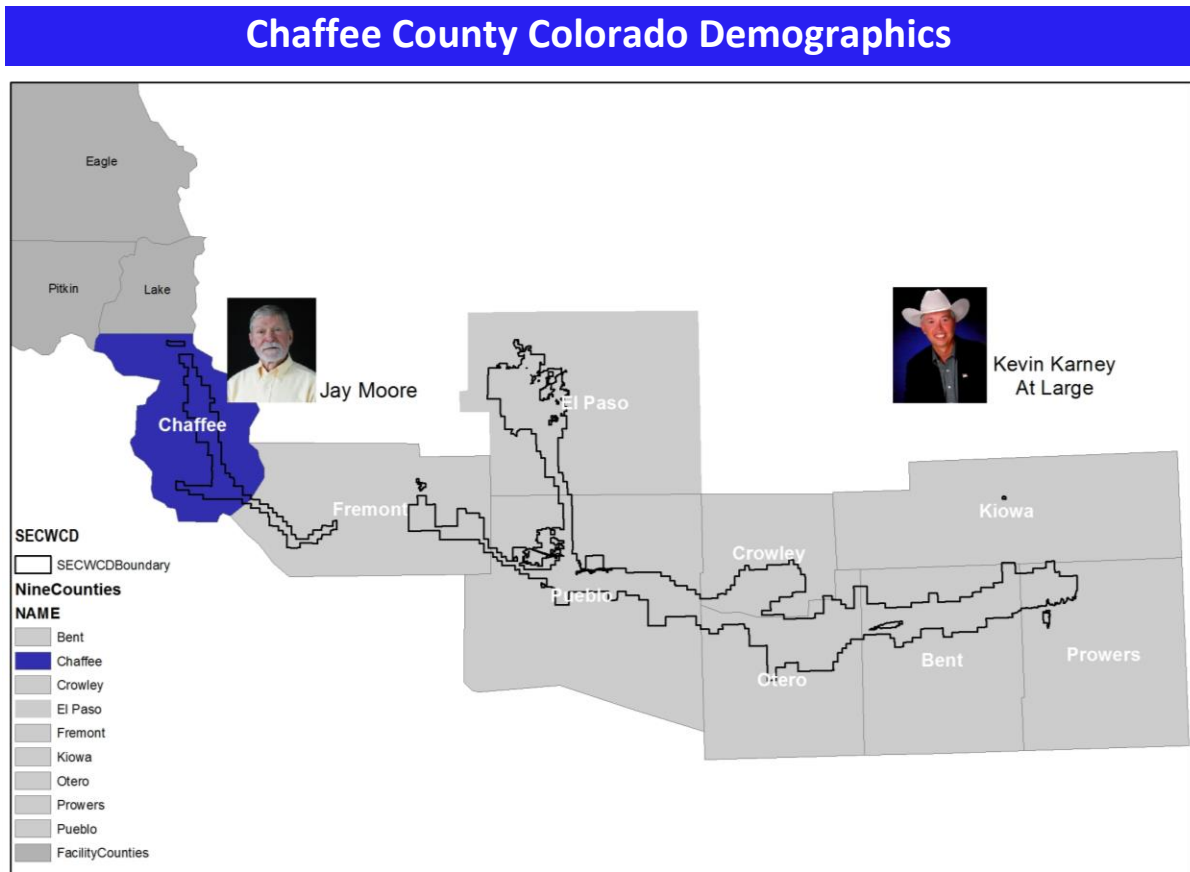 Chaffee County Colorado Demographics
Eagle
Pitkin
Lake
Jay Moore
Kevin Karney
At Large
El Paso
Chaffee
Fremont
Kiowa
Crowley
Pueblo
Otero
Bent
Prowers
SECWCD
SECWCDBoundary
NineCounties
NAME
Bent
Chaffee
Crowley
El Paso
Fremont
Kiowa
Otero
Prowers
Pueblo
FacilityCounties